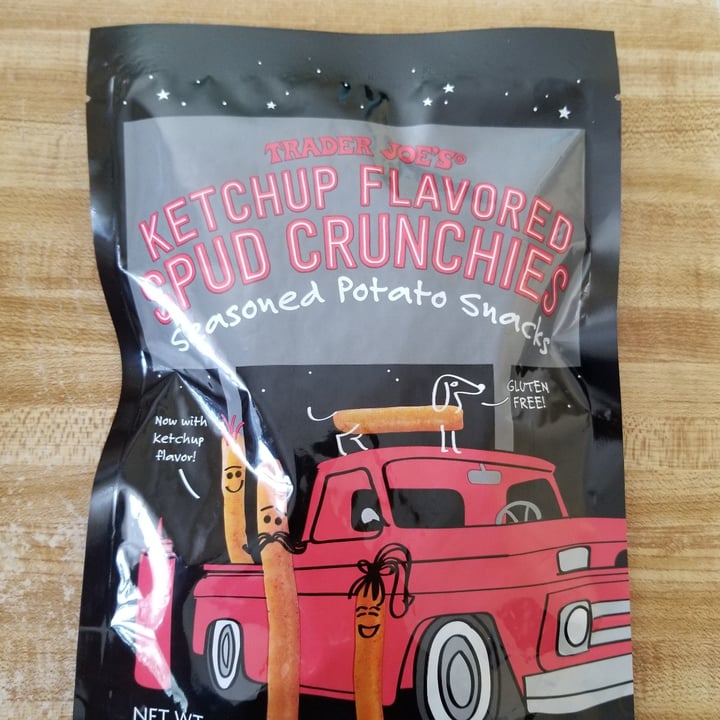 TRADER JOE'S®
KETCHUP FLAVORED
SPUD CRUNCHIES
Seasoned Potato Snacks
GLUTEN
FREE!
Now with
ketchup
flavor!
NET WT